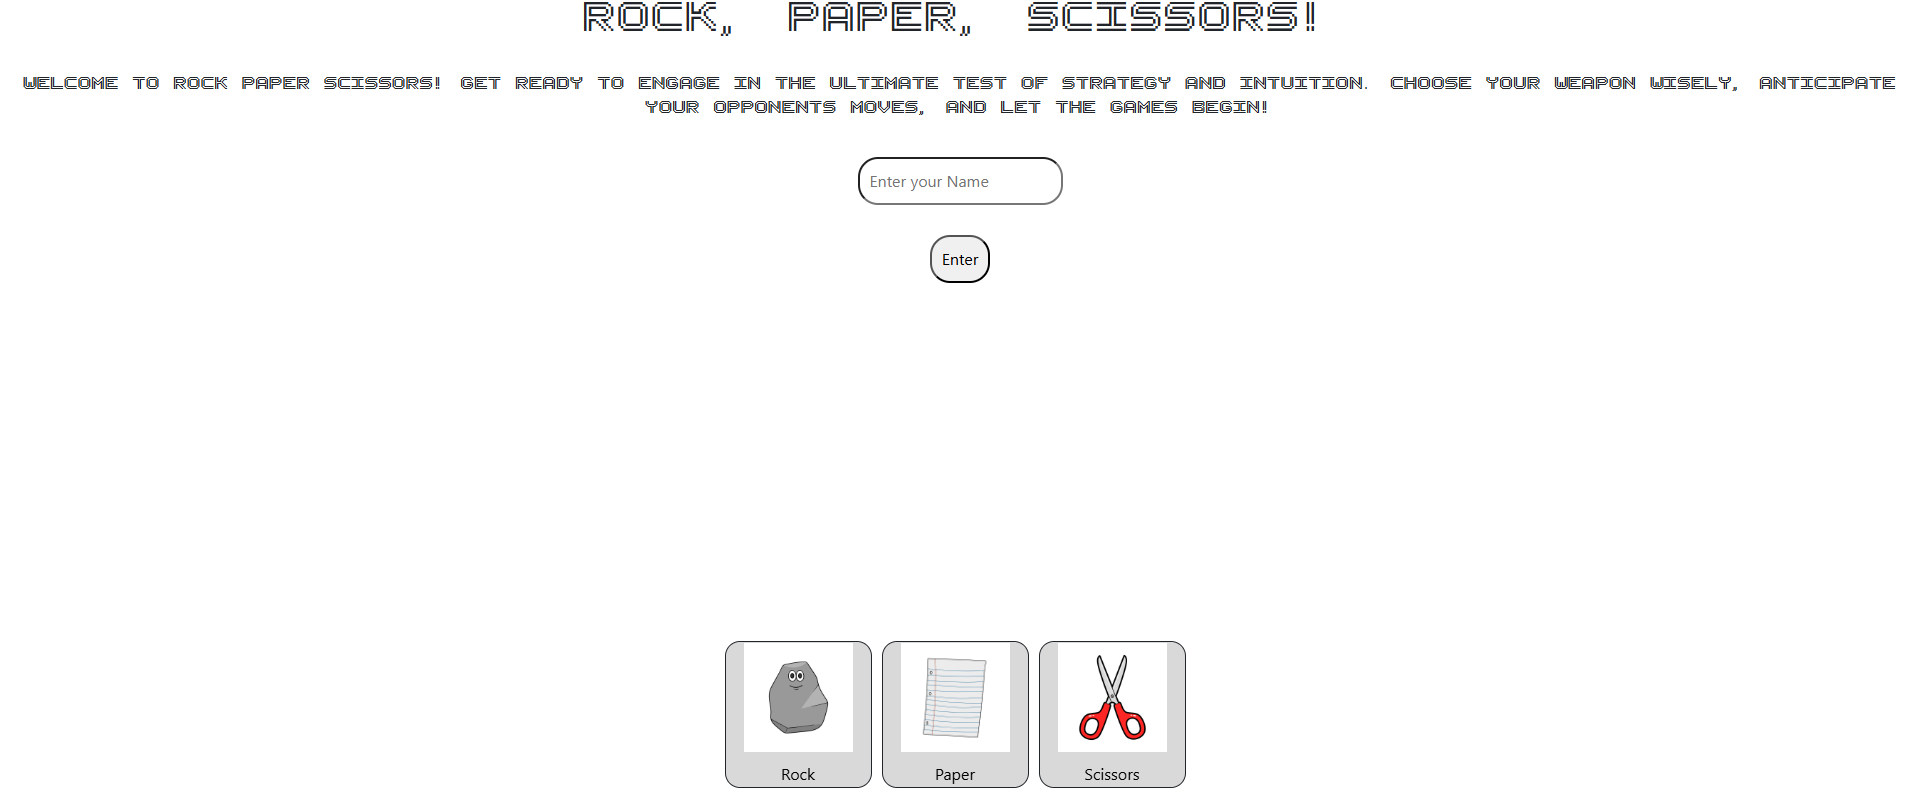 ROCK, PAPER, SCISSORS!
WELCOME TO ROCK PAPER SCISSORS! GET READY TO ENGAGE IN THE ULTIMATE TEST OF STRATEGY AND INTUITION. CHOOSE YOUR WEAPON WISELY, ANTICIPATE
YOUR OPPONENTS MOVES, AND LET THE GAMES BEGIN!
Enter your Name
Enter
Rock
Paper
Scissors